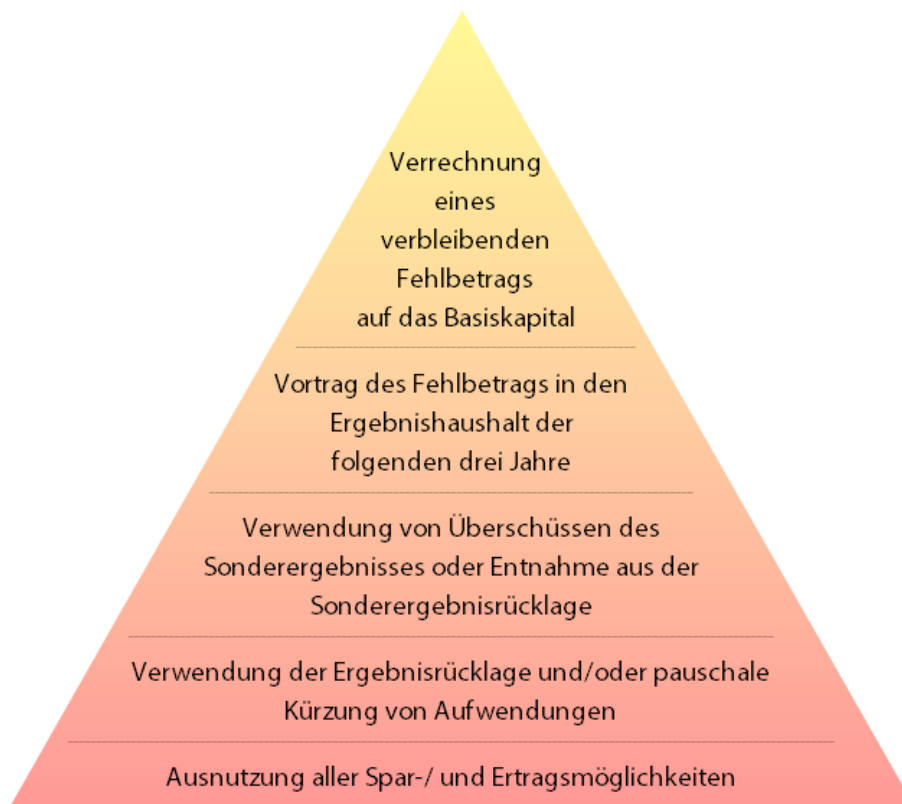 Verrechnung
eines
verbleibenden
Fehlbetrags
auf das Basiskapital
Vortrag des Fehlbetrags in den
Ergebnishaushalt der
folgenden drei Jahre
Verwendung von Überschüssen des
Sonderergebnisses oder Entnahme aus der
Sonderergebnisrücklage
Verwendung der Ergebnisrücklage und/oder pauschale
Kürzung von Aufwendungen
Ausnutzung aller Spar-/ und Ertragsmöglichkeiten